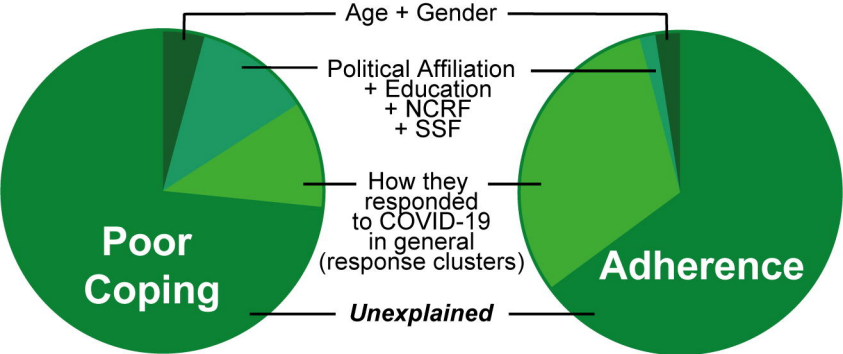 Age + Gender
Political Affiliation
+ Education
+ NCRF
+ SSF
How they
responded
to COVID-19
in general
(response clusters)
Poor
Coping
Adherence
Unexplained